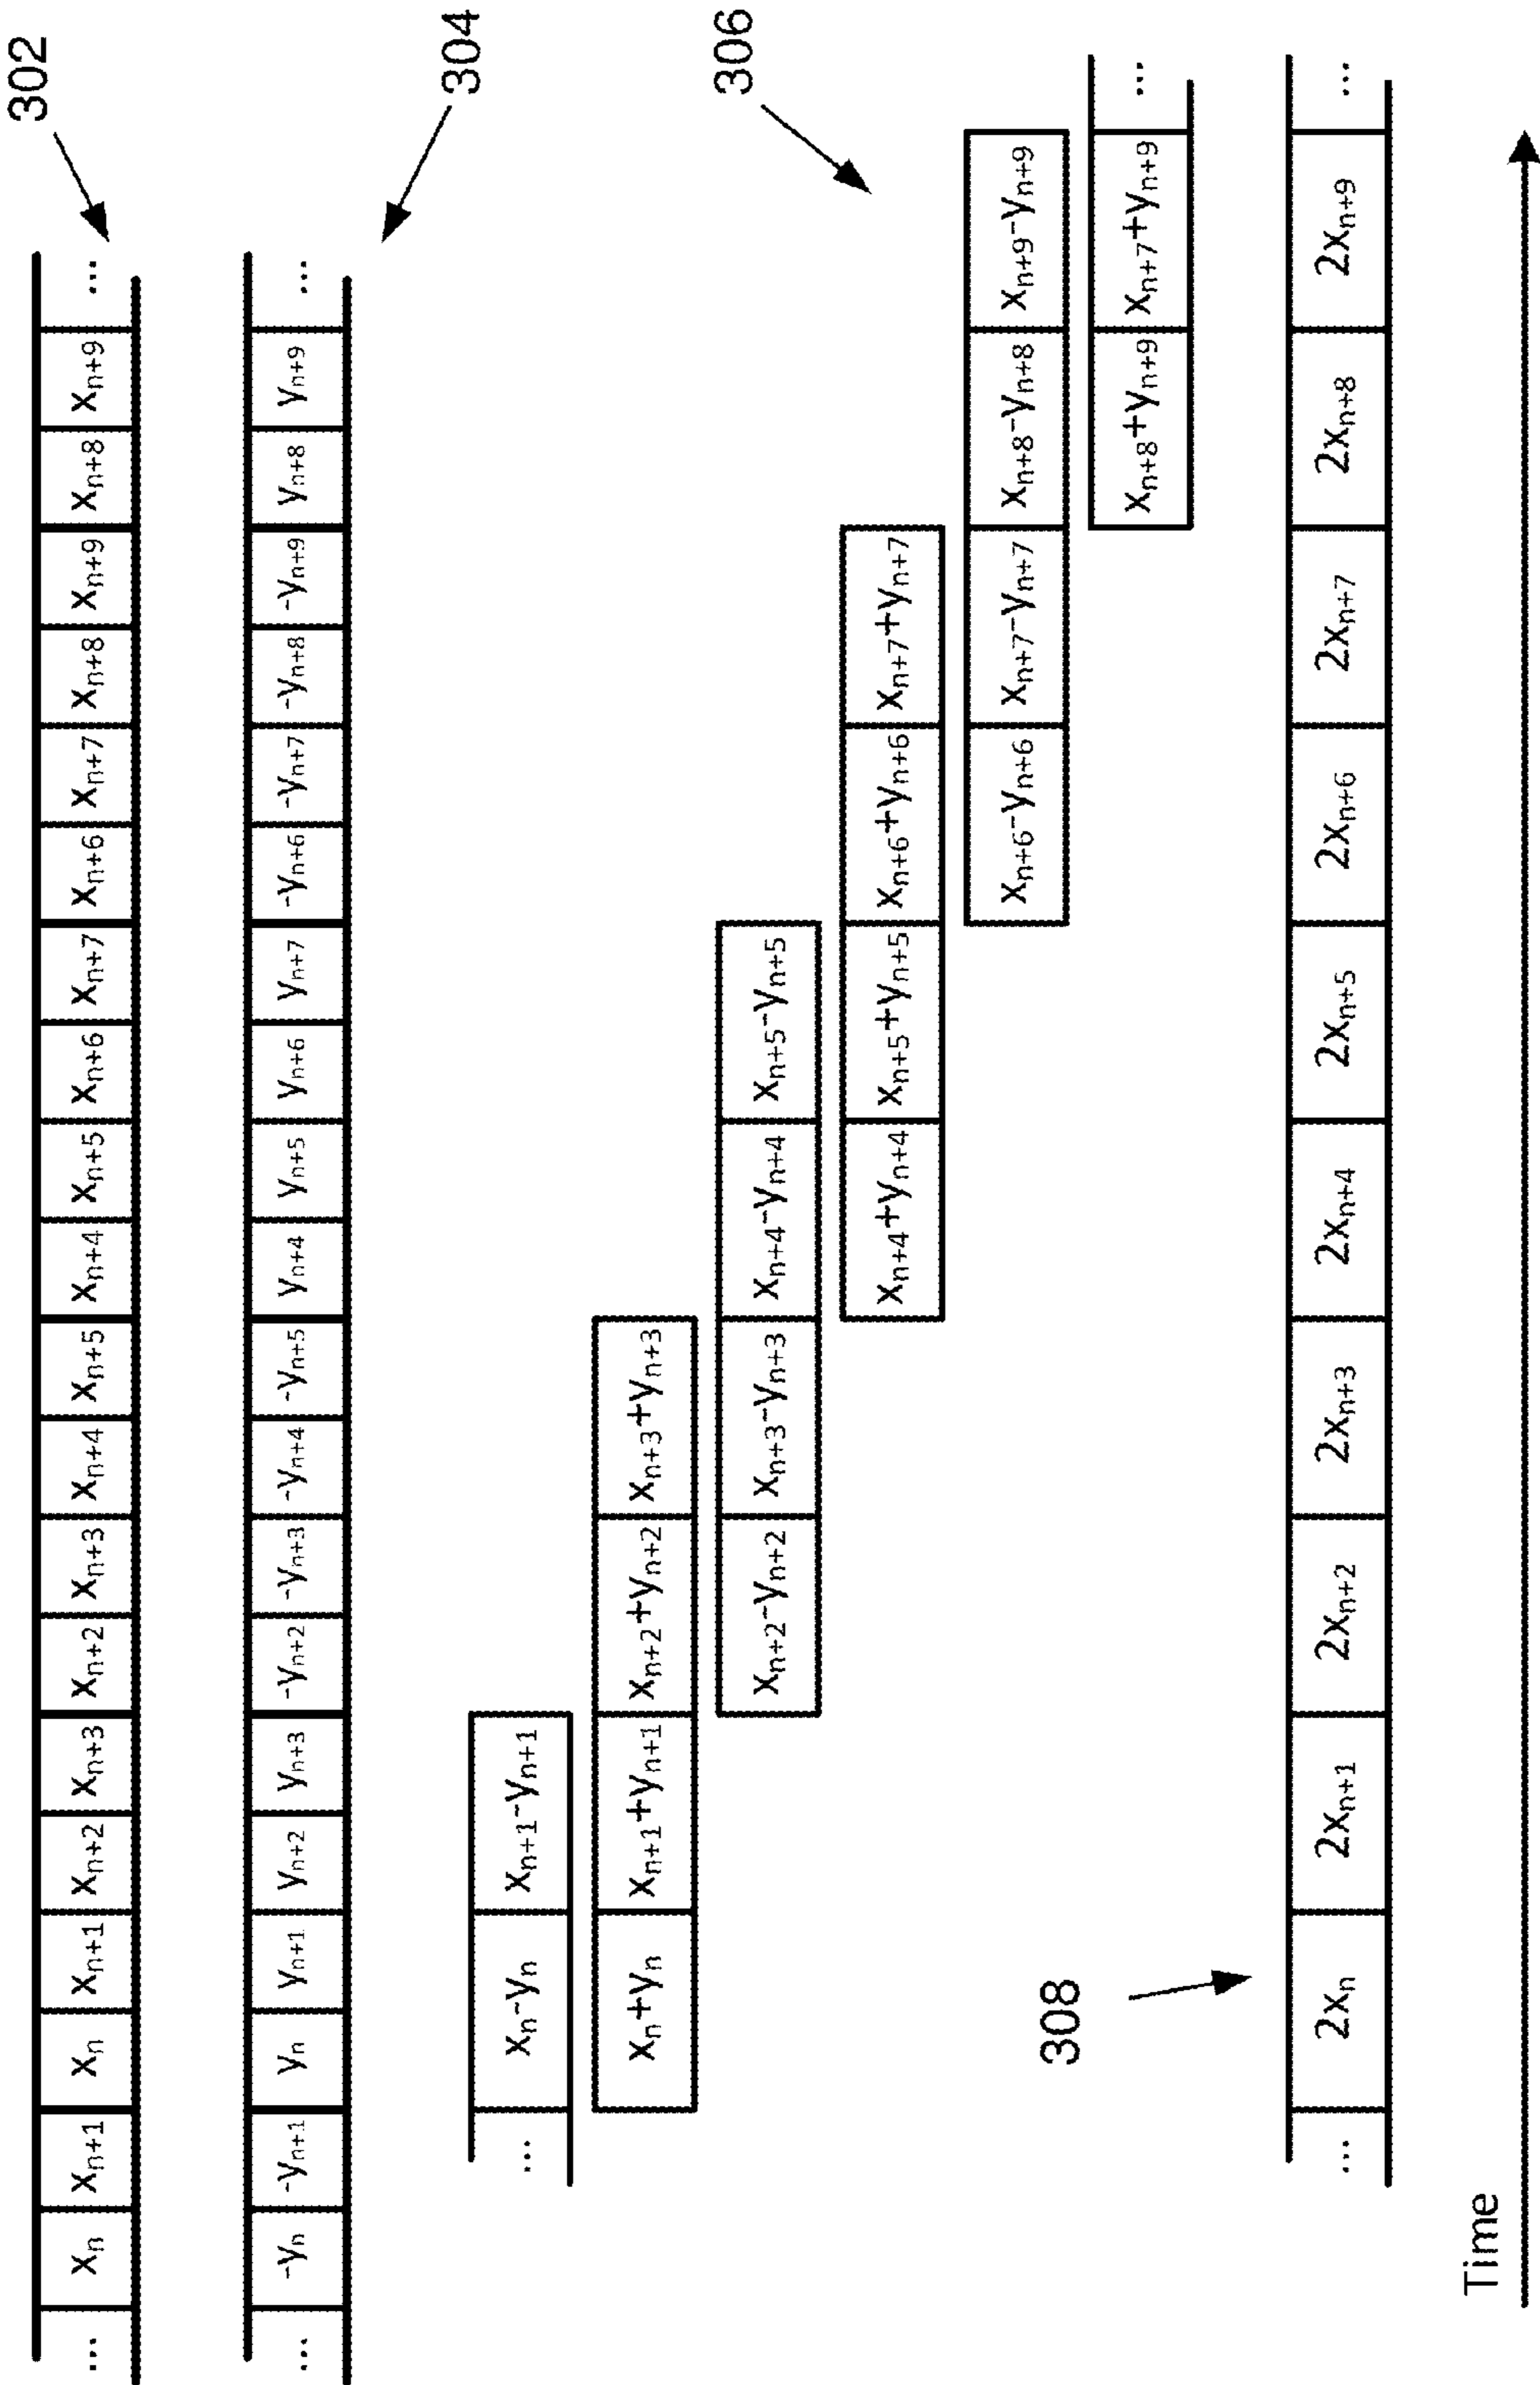 302
... xₙ xₙ₊₁ xₙ xₙ₊₁ xₙ₊₂ xₙ₊₃ xₙ₊₂ xₙ₊₃ xₙ₊₄ xₙ₊₅ xₙ₊₄ xₙ₊₅ xₙ₊₆ xₙ₊₇ xₙ₊₆ xₙ₊₇ xₙ₊₈ xₙ₊₉ xₙ₊₈ xₙ₊₉ ...
304
... -yₙ -yₙ₊₁ yₙ yₙ₊₁ yₙ₊₂ yₙ₊₃ -yₙ₊₂ -yₙ₊₃ -yₙ₊₄ -yₙ₊₅ yₙ₊₄ yₙ₊₅ yₙ₊₆ yₙ₊₇ -yₙ₊₆ -yₙ₊₇ -yₙ₊₈ -yₙ₊₉ yₙ₊₈ yₙ₊₉ ...
306
... xₙ-yₙ xₙ₊₁-yₙ₊₁
xₙ+yₙ xₙ₊₁+yₙ₊₁ xₙ₊₂+yₙ₊₂ xₙ₊₃+yₙ₊₃
xₙ₊₂-yₙ₊₂ xₙ₊₃-yₙ₊₃ xₙ₊₄-yₙ₊₄ xₙ₊₅-yₙ₊₅
xₙ₊₄+yₙ₊₄ xₙ₊₅+yₙ₊₅ xₙ₊₆+yₙ₊₆ xₙ₊₇+yₙ₊₇
xₙ₊₆-yₙ₊₆ xₙ₊₇-yₙ₊₇ xₙ₊₈-yₙ₊₈ xₙ₊₉-yₙ₊₉
xₙ₊₈+yₙ₊₉ xₙ₊₇+yₙ₊₉ ...
308
... 2xₙ 2xₙ₊₁ 2xₙ₊₂ 2xₙ₊₃ 2xₙ₊₄ 2xₙ₊₅ 2xₙ₊₆ 2xₙ₊₇ 2xₙ₊₈ 2xₙ₊₉ ...
Time